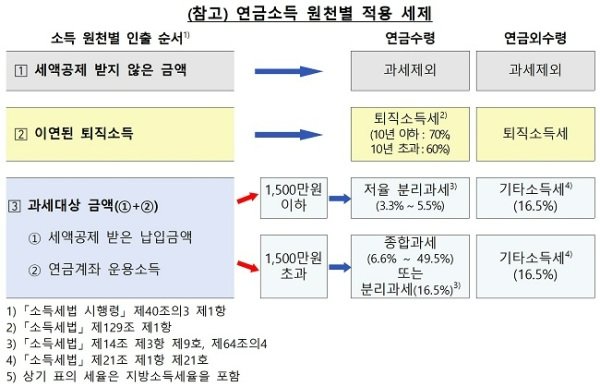 (참고) 연금소득 원천별 적용 세제
소득 원천별 인출 순서1)
연금수령
연금외수령
1 세액공제 받지 않은 금액
과세제외
과세제외
2 이연된 퇴직소득
퇴직소득세2)
(10년 이하 : 70%
10년 초과 : 60%)
퇴직소득세
3 과세대상 금액(①+②)
① 세액공제 받은 납입금액
② 연금계좌 운용소득
1,500만원
이하
저율 분리과세3)
(3.3% ~ 5.5%)
기타소득세4)
(16.5%)
1,500만원
초과
종합과세
(6.6% ~ 49.5%)
또는
분리과세(16.5%)3)
기타소득세4)
(16.5%)
1) 「소득세법 시행령」 제40조의3 제1항
2) 「소득세법」 제129조 제1항
3) 「소득세법」 제14조 제3항 제9호, 제64조의4
4) 「소득세법」 제21조 제1항 제21호
5) 상기 표의 세율은 지방소득세율을 포함